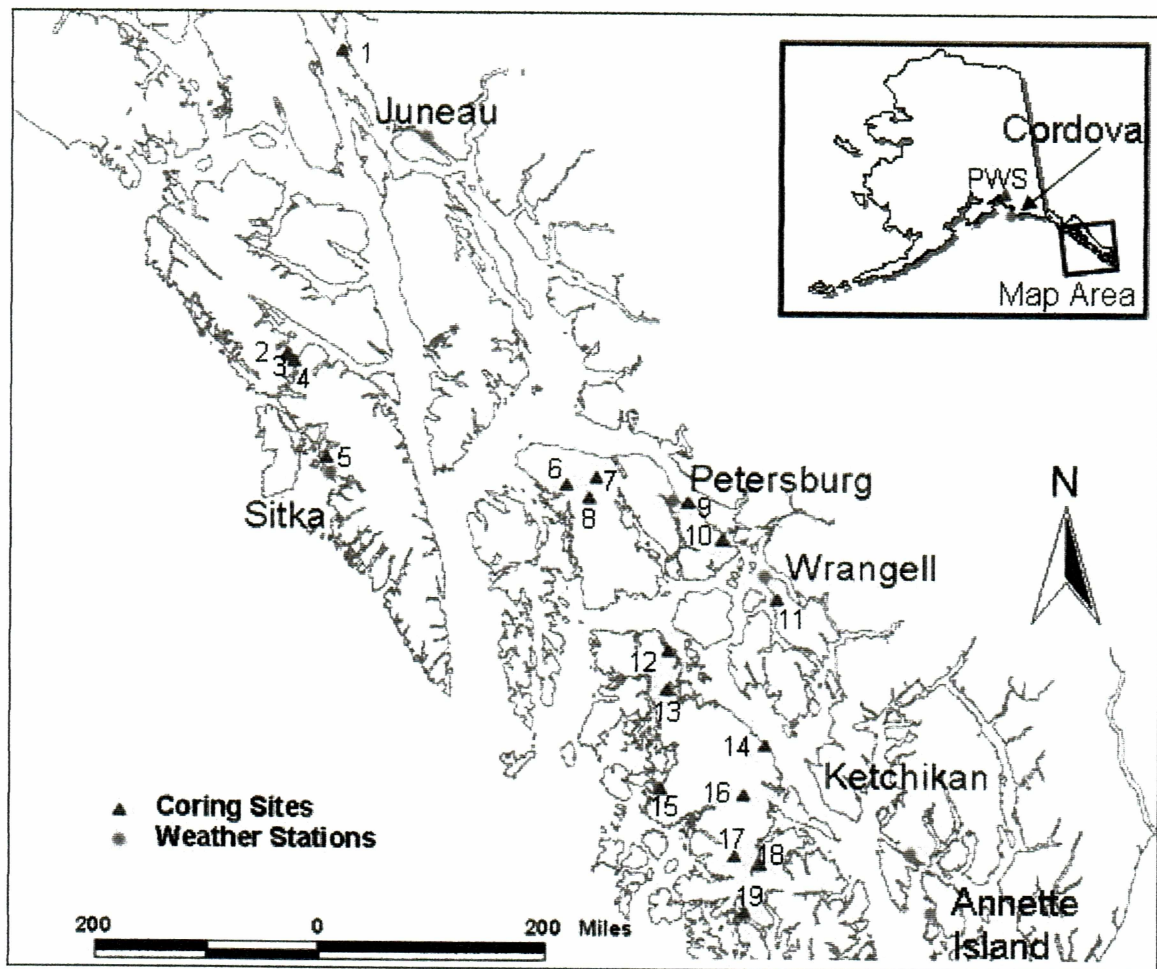 1
Juneau
Cordova
PWS
Map Area
2
3
4
5
Sitka
6
7
8
Petersburg
9
10
Wrangell
11
N
12
13
14
Ketchikan
15
16
17
18
19
Annette
Island
Coring Sites
Weather Stations
200 0 200 Miles